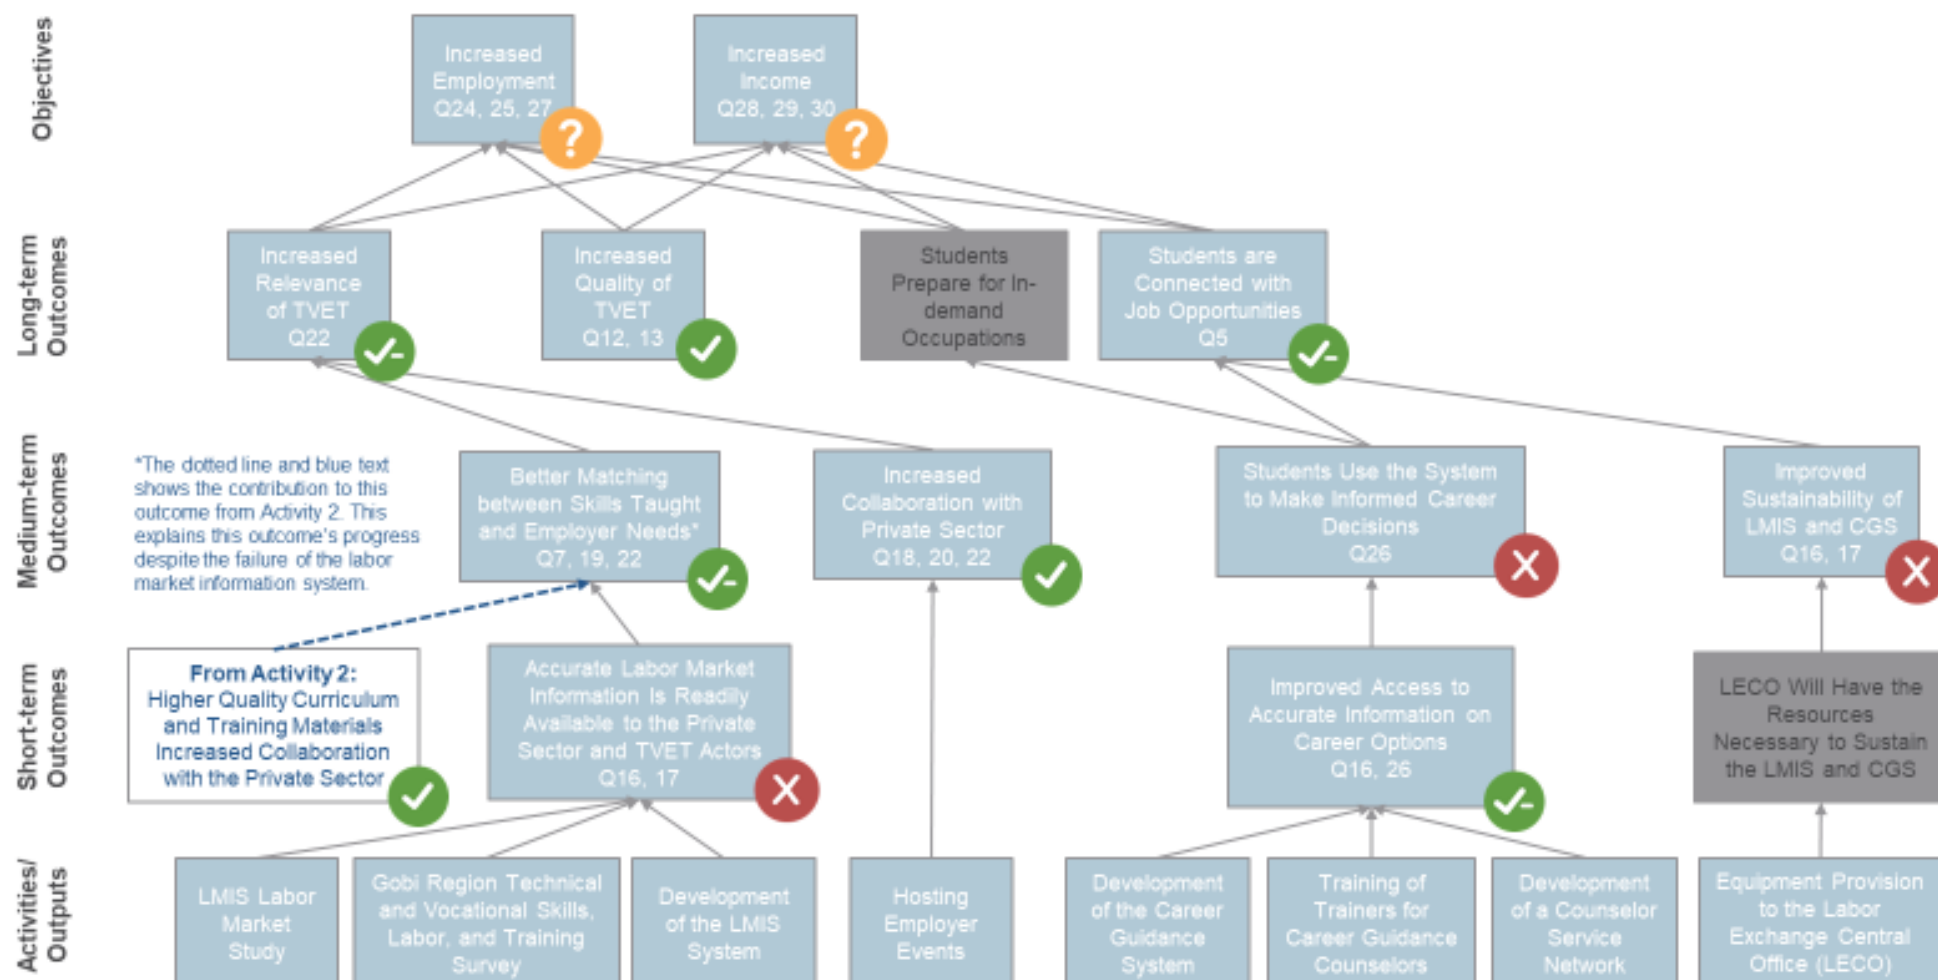 Objectives
Increased
Employment
Q24, 25, 27
?
Increased
Income
Q28, 29, 30
?
Long-term
Outcomes
Increased
Relevance
of TVET
Q22
Increased
Quality of
TVET
Q12, 13
Students
Prepare for In-
demand
Occupations
Students are
Connected with
Job Opportunities
Q5
Medium-term
Outcomes
*The dotted line and blue text
shows the contribution to this
outcome from Activity 2. This
explains this outcome's progress
despite the failure of the labor
market information system.
Better Matching
between Skills Taught
and Employer Needs*
Q7, 19, 22
Increased
Collaboration with
Private Sector
Q18, 20, 22
Students Use the System
to Make Informed Career
Decisions
Q26
Improved
Sustainability of
LMIS and CGS
Q16, 17
Short-term
Outcomes
From Activity 2:
Higher Quality Curriculum
and Training Materials
Increased Collaboration
with the Private Sector
Accurate Labor Market
Information Is Readily
Available to the Private
Sector and TVET Actors
Q16, 17
Improved Access to
Accurate Information on
Career Options
Q16, 26
LECO Will Have the
Resources
Necessary to Sustain
the LMIS and CGS
Activities/
Outputs
LMIS Labor
Market
Study
Gobi Region Technical
and Vocational Skills,
Labor, and Training
Survey
Development
of the LMIS
System
Hosting
Employer
Events
Development
of the Career
Guidance
System
Training of
Trainers for
Career Guidance
Counselors
Development
of a Counselor
Service
Network
Equipment Provision
to the Labor
Exchange Central
Office (LECO)